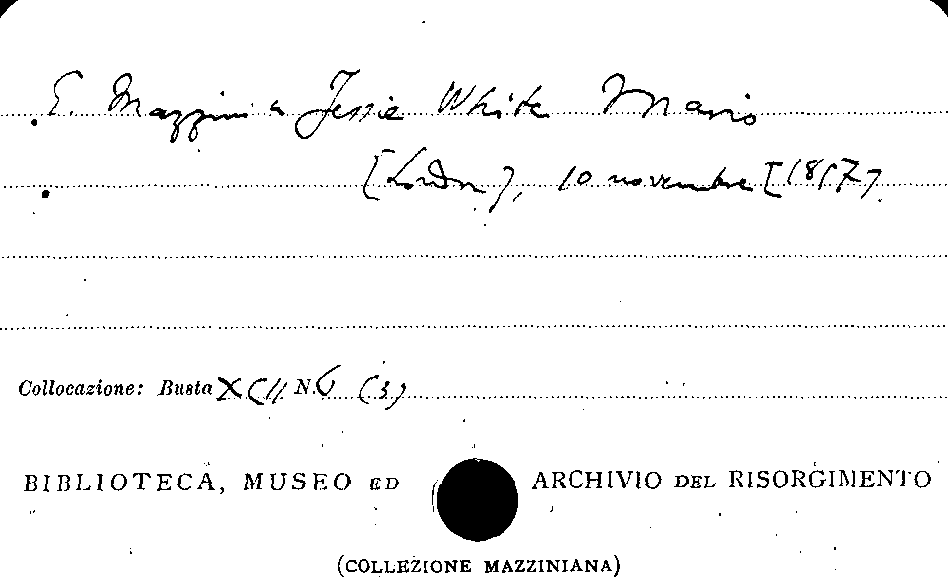 G. Mazzini a Jessie White Mario
[London], 10 novembre [1857].
Collocazione: Busta XCII N. 6 (3)
BIBLIOTECA, MUSEO ED ARCHIVIO DEL RISORGIMENTO
(COLLEZIONE MAZZINIANA)